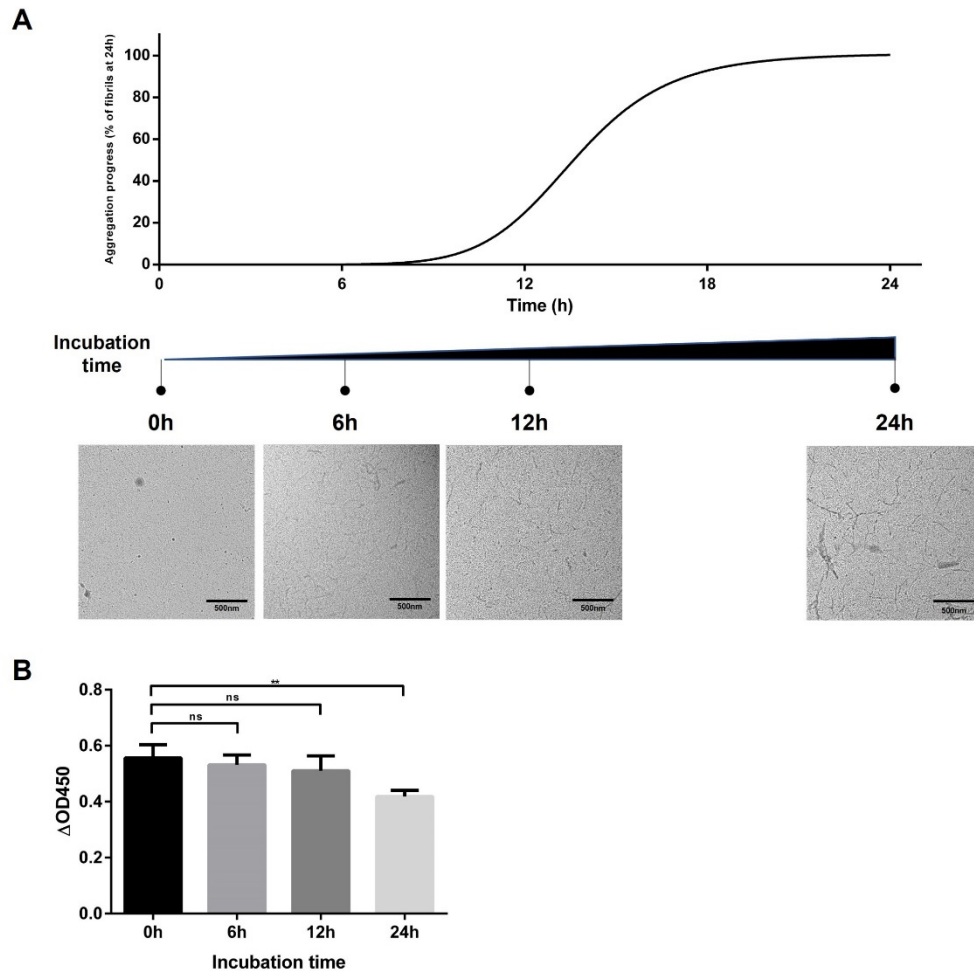 A
Aggregation progress (% of fibrils at 24h)
100
80
60
40
20
0
0 6 12 18 24
Time (h)
Incubation
time
0h 6h 12h 24h
500nm 500nm 500nm 500nm
B
**
ns
ns
0.8
0.6
0.4
0.2
0.0
ΔOD450
0h 6h 12h 24h
Incubation time